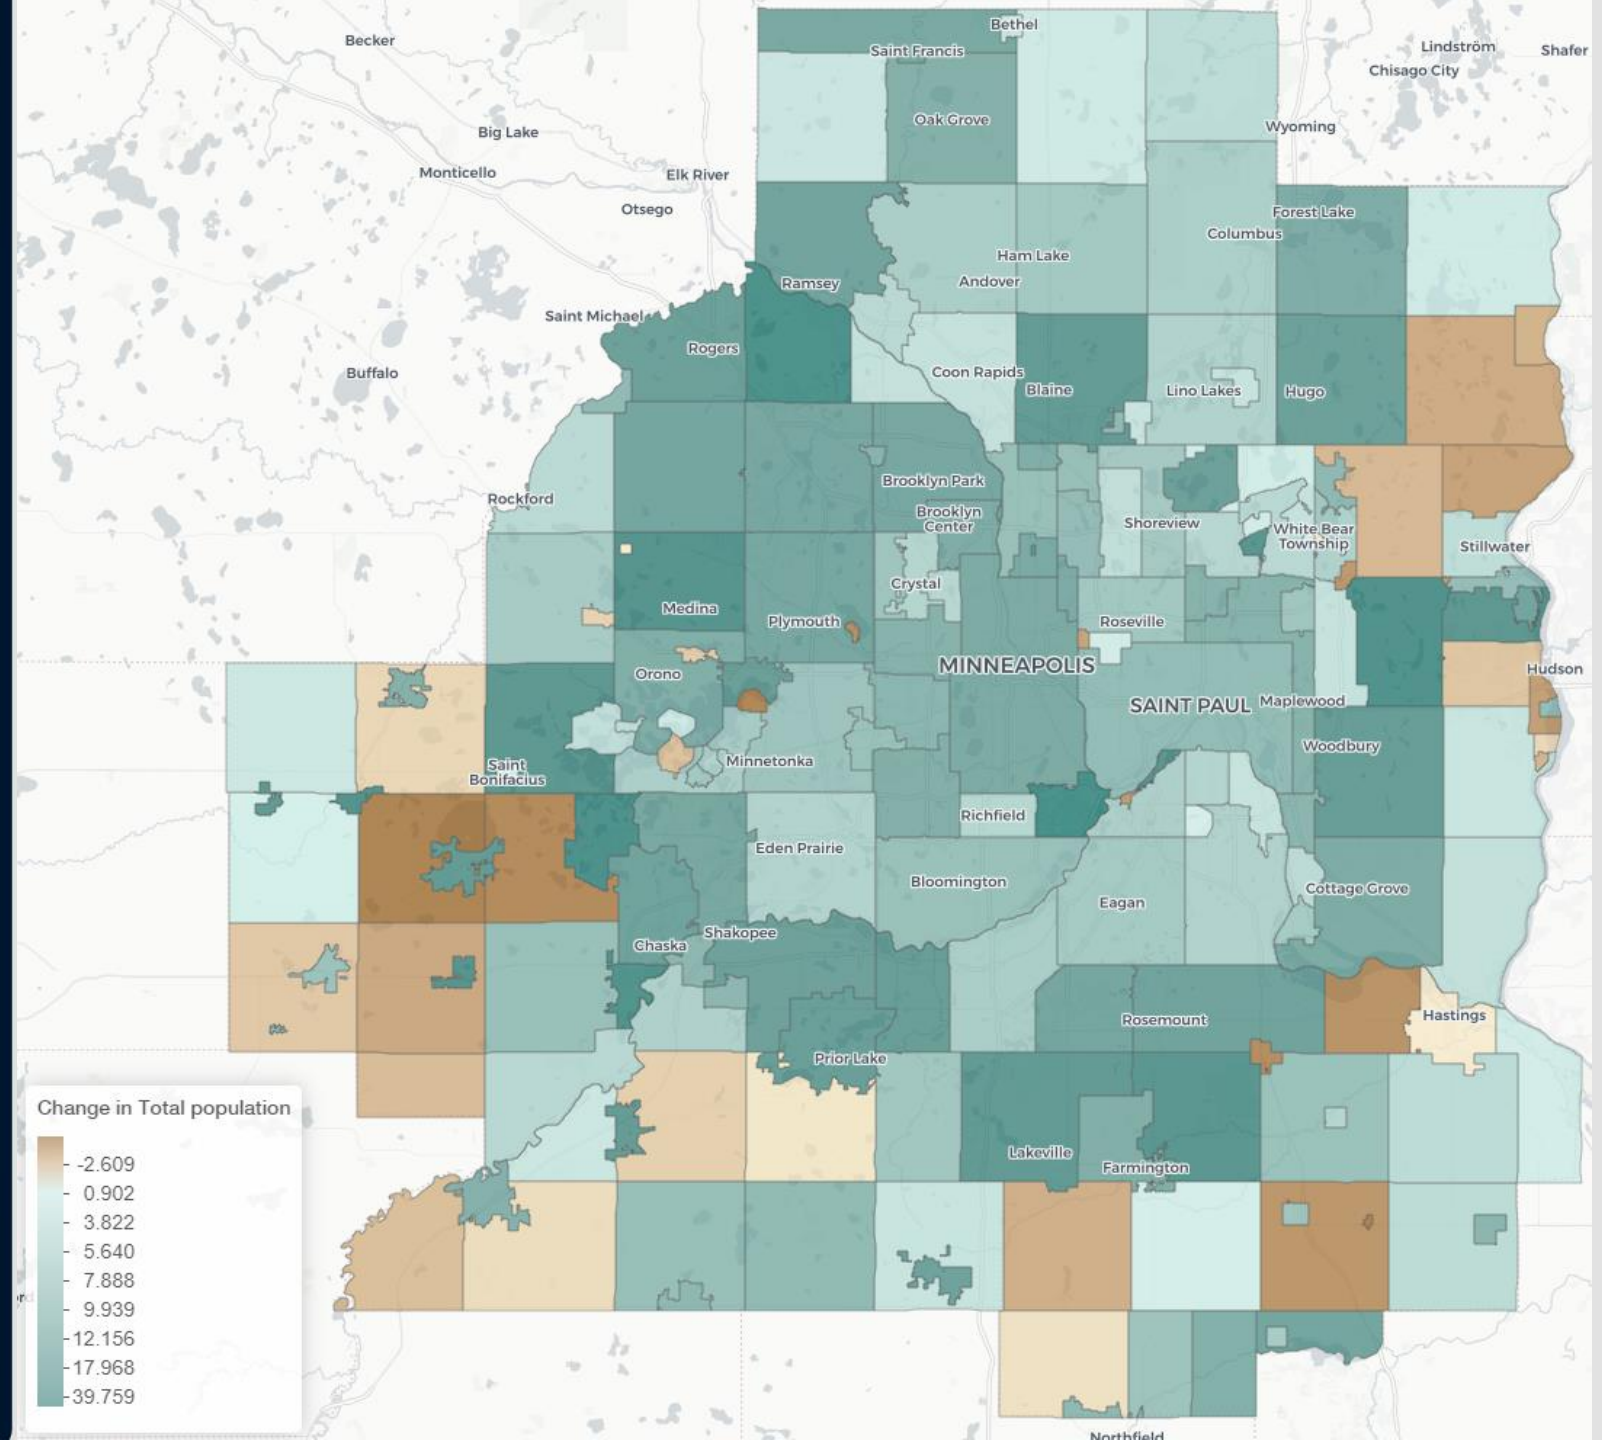 Bethel
Becker
Lindström
Shafer
Saint Francis
Chisago City
Oak Grove
Wyoming
Big Lake
Monticello
Elk River
Otsego
Forest Lake
Columbus
Ham Lake
Andover
Ramsey
Saint Michael
Rogers
Buffalo
Coon Rapids
Blaine
Lino Lakes
Hugo
Brooklyn Park
Rockford
Brooklyn
Center
Shoreview
White Bear
Township
Stillwater
Crystal
Medina
Plymouth
Roseville
MINNEAPOLIS
Orono
Hudson
SAINT PAUL
Maplewood
Woodbury
Minnetonka
Saint
Bonifacius
Richfield
Eden Prairie
Bloomington
Cottage Grove
Eagan
Shakopee
Chaska
Rosemount
Hastings
Prior Lake
Lakeville
Farmington
Northfield
Change in Total population
-2.609
0.902
3.822
5.640
7.888
9.939
12.156
17.968
39.759